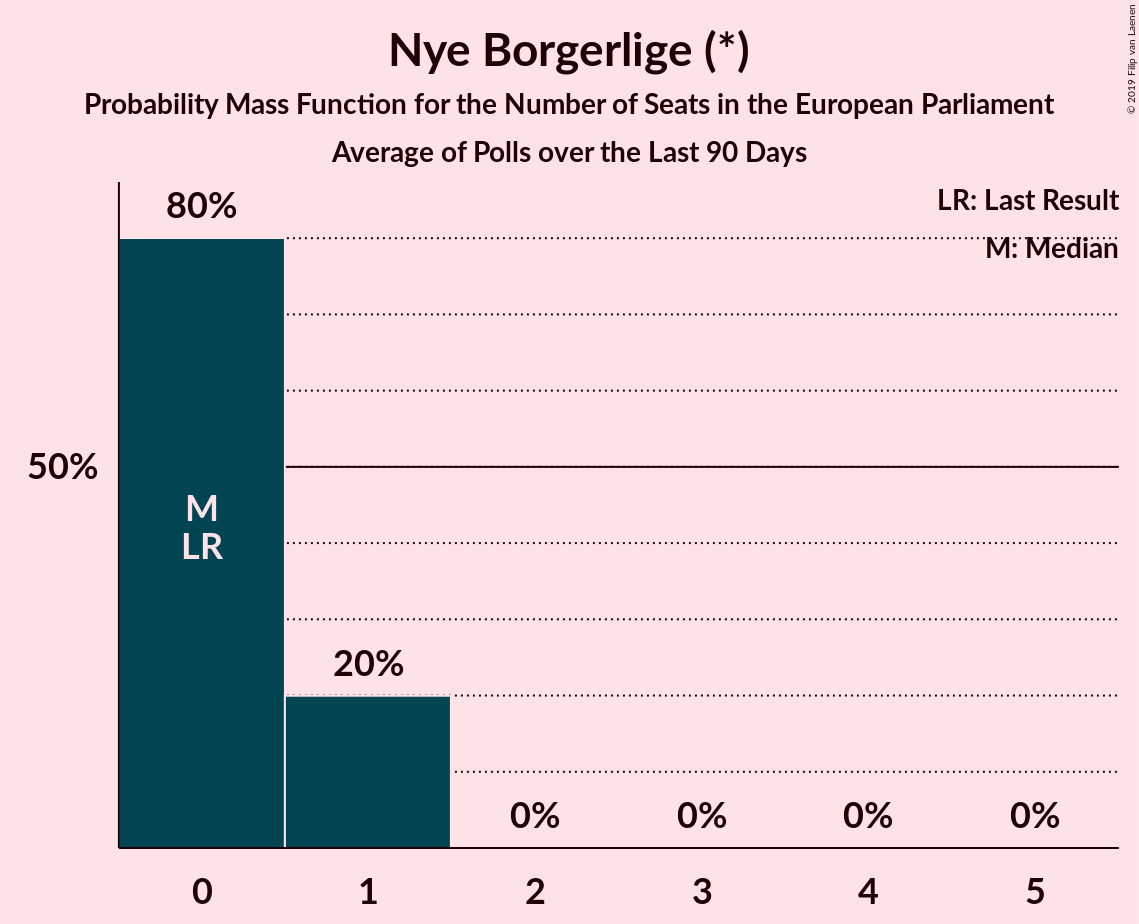 Nye Borgerlige (*)
Probability Mass Function for the Number of Seats in the European Parliament
Average of Polls over the Last 90 Days
© 2019 Filip van Laenen
LR: Last Result
M: Median
80%
50%
M
LR
20%
0% 0% 0% 0%
0 1 2 3 4 5